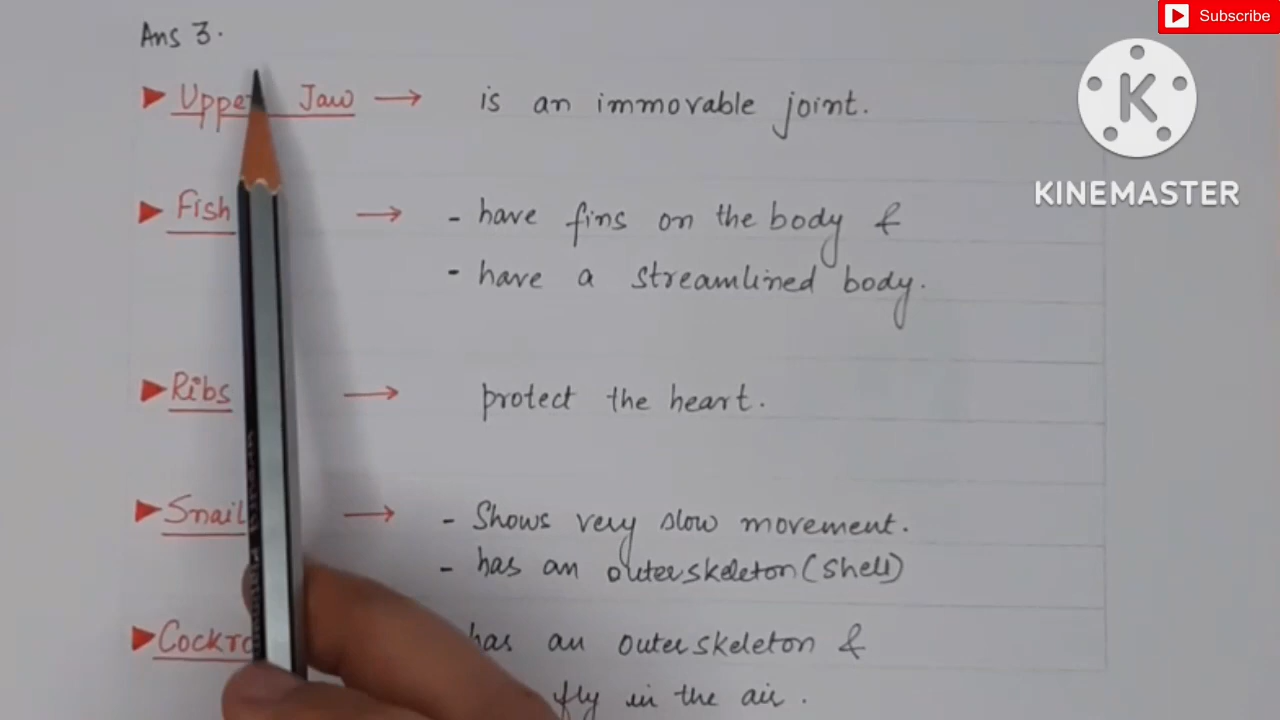 Subscribe
Ans 3.
Upper Jaw → is an immovable joint.
KINEMASTER
Fish → - have fins on the body &
- have a streamlined body.
Ribs → protect the heart.
Snail → - Shows very slow movement.
- has an outerskeleton (shell)
has an outerskeleton &
fly in the air.